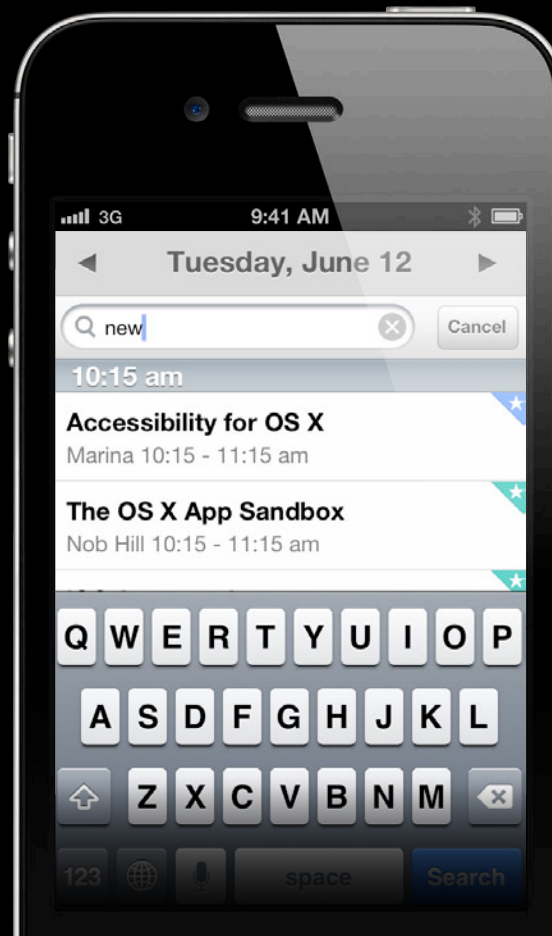 3G 9:41 AM
◀ Tuesday, June 12 ▶
new
Cancel
10:15 am
Accessibility for OS X
Marina 10:15 - 11:15 am
The OS X App Sandbox
Nob Hill 10:15 - 11:15 am
Q W E R T Y U I O P
A S D F G H J K L
Z X C V B N M
123 space Search